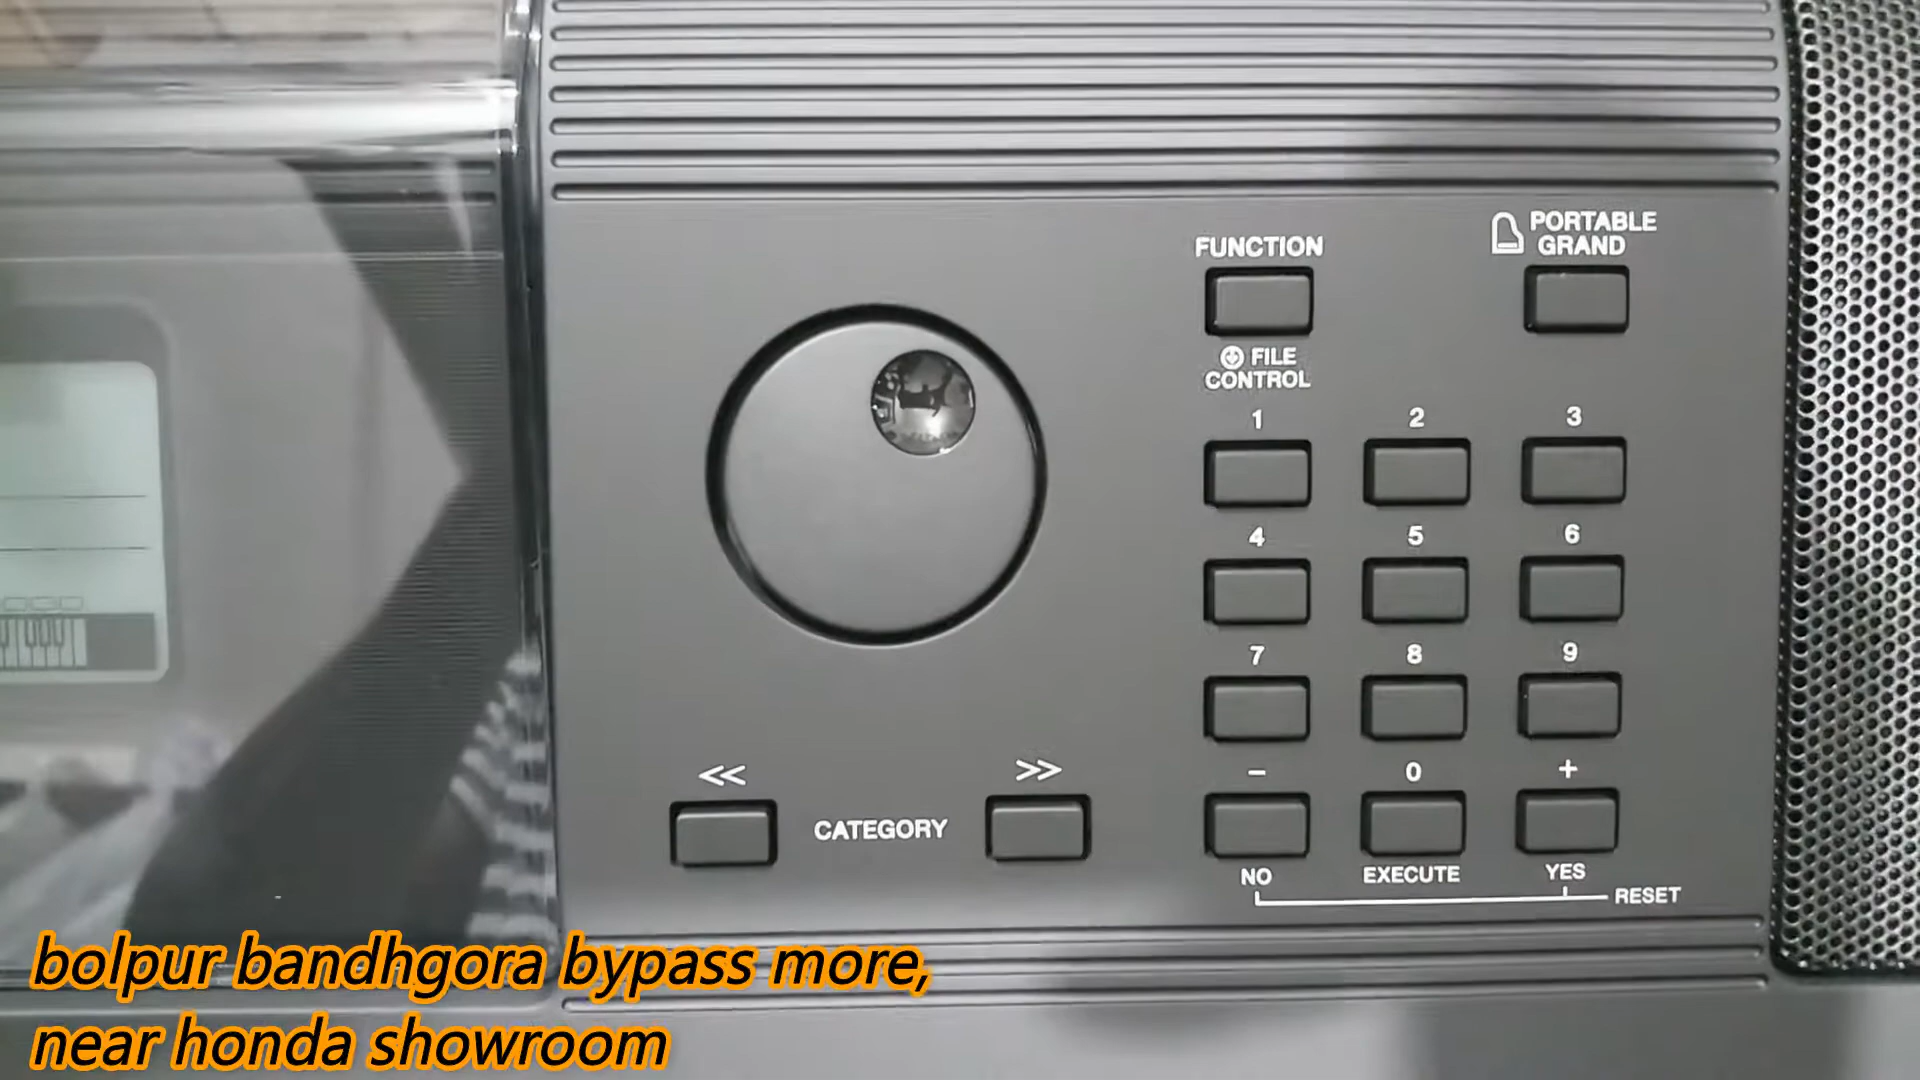 FUNCTION
PORTABLE
GRAND
FILE
CONTROL
1 2 3
4 5 6
7 8 9
<< >>
CATEGORY
- 0 +
NO EXECUTE YES
RESET
bolpur bandhgora bypass more,
near honda showroom